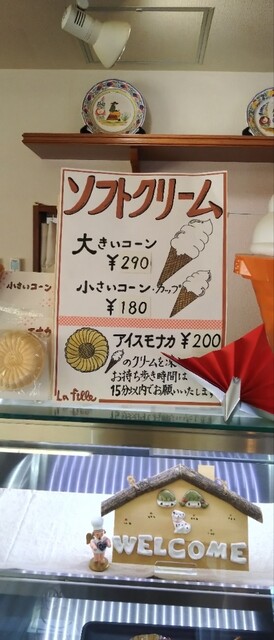 ソフトクリーム
大きいコーン
¥290
小さいコーン・カップ
¥180
アイスモナカ ¥200
のクリームを
お持ち歩き時間は
15分以内でお願いいたします
La fille
小さいコーン
モナカ
WELCOME